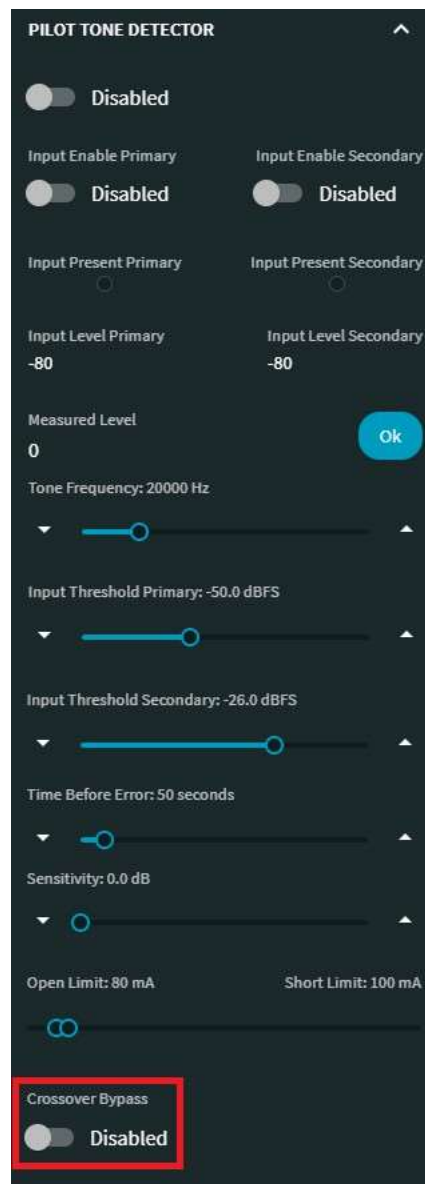 PILOT TONE DETECTOR
Disabled
Input Enable Primary Input Enable Secondary
Disabled Disabled
Input Present Primary Input Present Secondary
Input Level Primary Input Level Secondary
-80 -80
Measured Level
0 Ok
Tone Frequency: 20000 Hz
Input Threshold Primary: -50.0 dBFS
Input Threshold Secondary: -26.0 dBFS
Time Before Error: 50 seconds
Sensitivity: 0.0 dB
Open Limit: 80 mA Short Limit: 100 mA
Crossover Bypass
Disabled